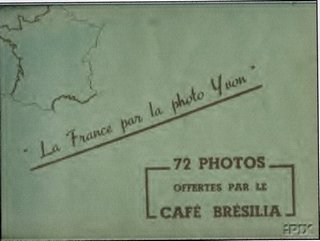 " La France par la photo Yvon "
72 PHOTOS
OFFERTES PAR LE
CAFÉ BRÉSILIA